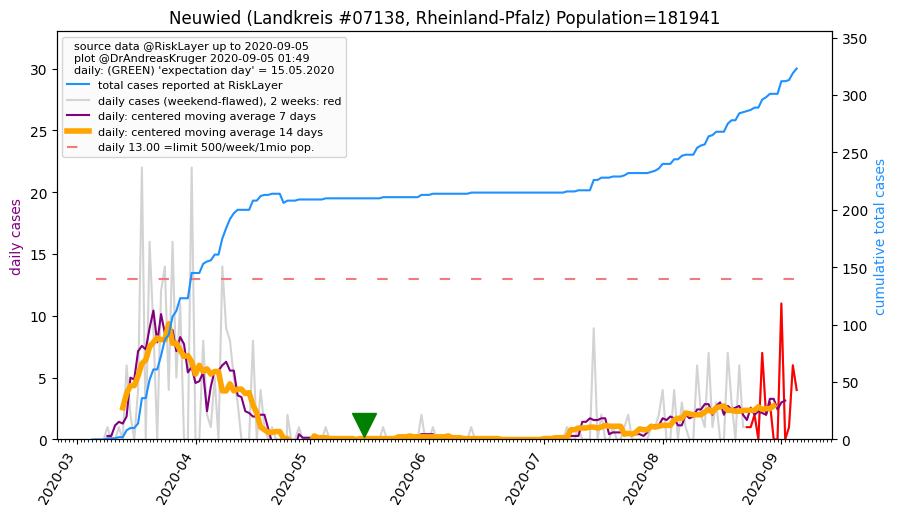 Neuwied (Landkreis #07138, Rheinland-Pfalz) Population=181941
source data @RiskLayer up to 2020-09-05
plot @DrAndreasKruger 2020-09-05 01:49
daily: (GREEN) 'expectation day' = 15.05.2020
total cases reported at RiskLayer
daily cases (weekend-flawed), 2 weeks: red
daily: centered moving average 7 days
daily: centered moving average 14 days
daily 13.00 =limit 500/week/1mio pop.
daily cases
30
25
20
15
10
5
0
350
300
250
200
150
100
50
0
cumulative total cases
2020-03
2020-04
2020-05
2020-06
2020-07
2020-08
2020-09